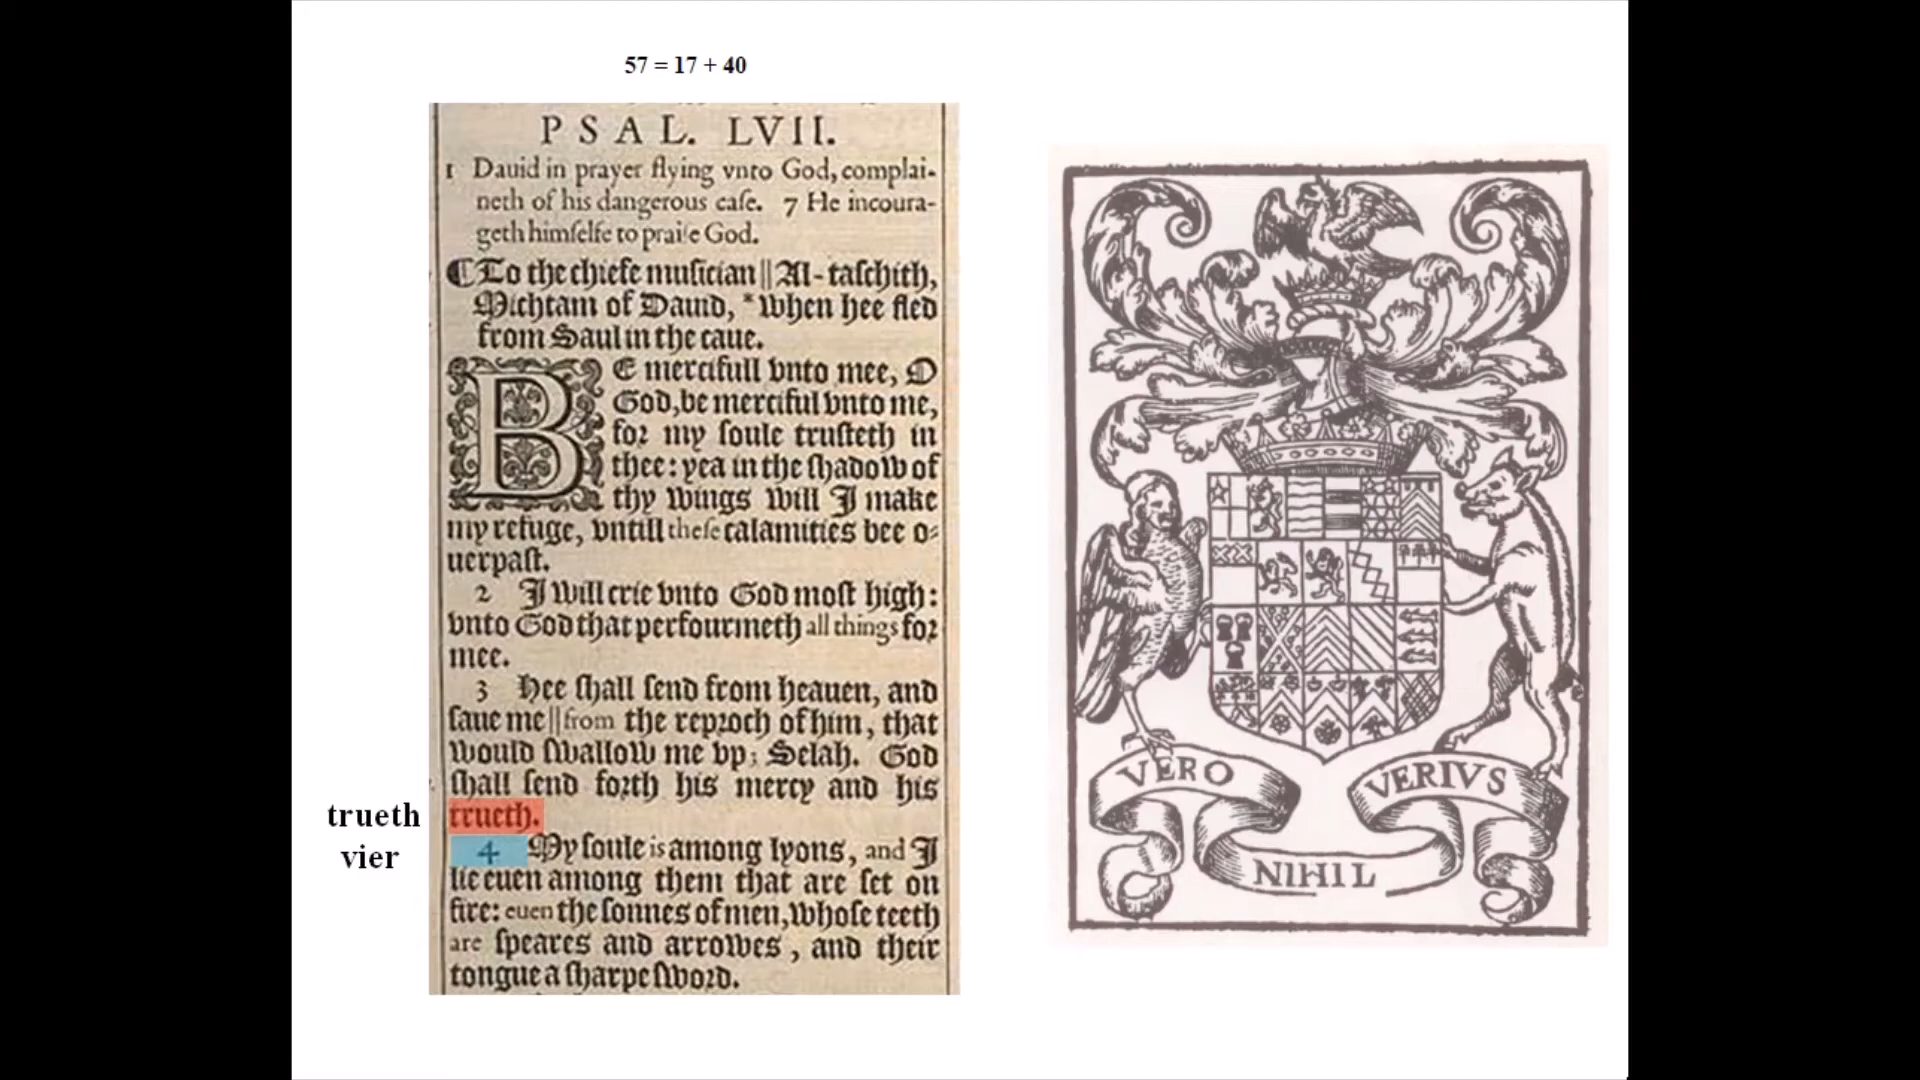 57 = 17 + 40
PSAL. LVII.
1 Dauid in prayer flying vnto God, complai-
neth of his dangerous caſe. 7 He incoura-
geth himſelfe to praiſe God.
¶To the chiefe muſician || Al-taſchith,
Michtam of Dauid, *when hee fled
from Saul in the caue.
BE mercifull vnto mee, O
God, be merciful vnto me,
for my ſoule truſteth in
thee: yea in the ſhadow of
thy wings will I make
my refuge, vntill theſe calamities bee o-
uerpaſt.
2 I will crie vnto God moſt high:
vnto God that perfourmeth all things for
mee.
3 Hee ſhall ſend from heauen, and
ſaue me || from the reproch of him, that
would ſwallow me vp; Selah. God
ſhall ſend forth his mercy and his
trueth.
4 My ſoule is among lyons, and I
lie euen among them that are ſet on
fire: euen the ſonnes of men, whoſe teeth
are ſpeares and arrowes, and their
tongue a ſharpe ſword.
trueth
vier
VERO
VERIVS
NIHIL